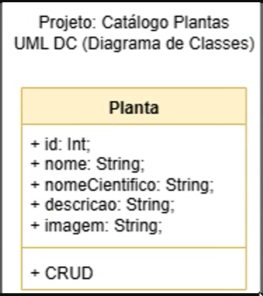 Projeto: Catálogo Plantas
UML DC (Diagrama de Classes)
Planta
+ id: Int;
+ nome: String;
+ nomeCientifico: String;
+ descricao: String;
+ imagem: String;
+ CRUD